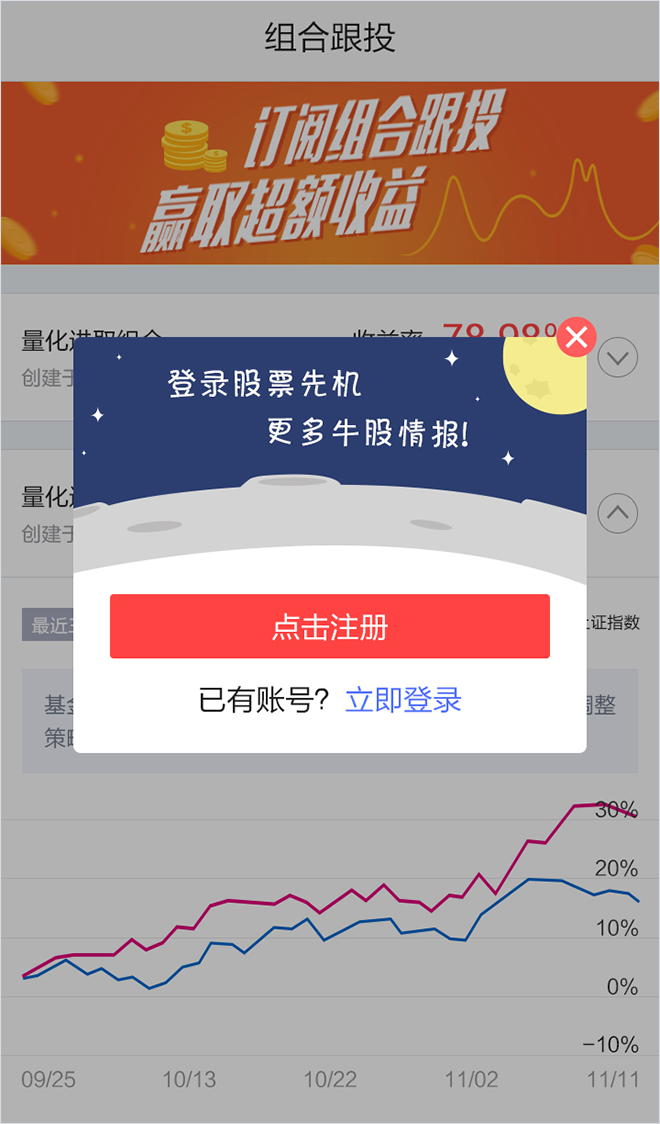 组合跟投
订阅组合跟投
赢取超额收益
量化进取组合 收益率 78.98%
创建于
登录股票先机
更多牛股情报!
量化
创建于
点击注册
最近 上证指数
已有账号? 立即登录
基金 调整
策略
30%
20%
10%
0%
-10%
09/25 10/13 10/22 11/02 11/11